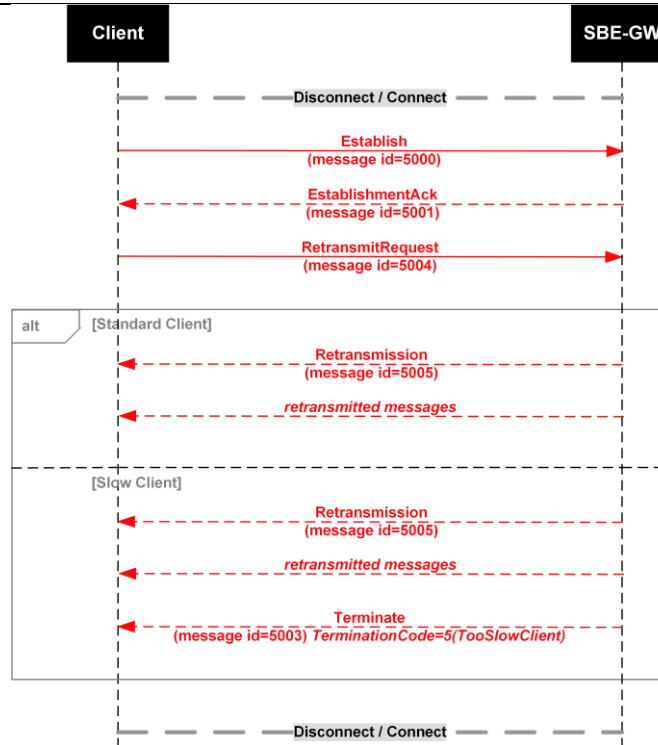 Client
SBE-GW
Disconnect / Connect
Establish
(message id=5000)
EstablishmentAck
(message id=5001)
RetransmitRequest
(message id=5004)
alt
[Standard Client]
Retransmission
(message id=5005)
retransmitted messages
[Slow Client]
Retransmission
(message id=5005)
retransmitted messages
Terminate
(message id=5003) TerminationCode=5(TooSlowClient)
Disconnect / Connect